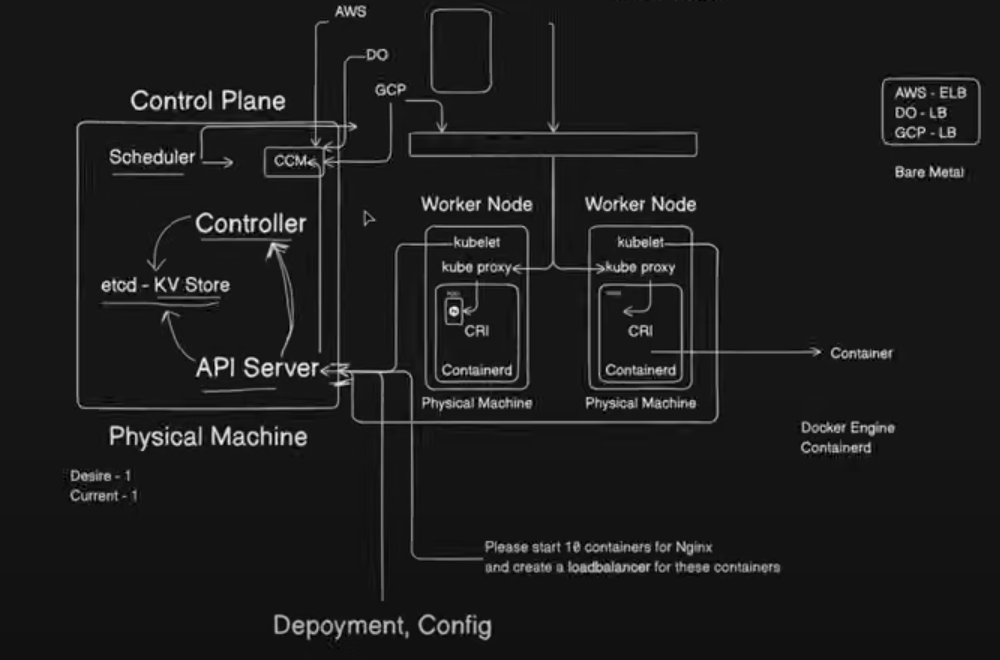 AWS
DO
GCP
Control Plane
Scheduler
CCM
Controller
etcd - KV Store
API Server
Physical Machine
Desire - 1
Current - 1
Worker Node
kubelet
kube proxy
CRI
Containerd
Physical Machine
Worker Node
kubelet
kube proxy
CRI
Containerd
Physical Machine
AWS - ELB
DO - LB
GCP - LB
Bare Metal
Container
Docker Engine
Containerd
Please start 10 containers for Nginx
and create a loadbalancer for these containers
Depoyment, Config